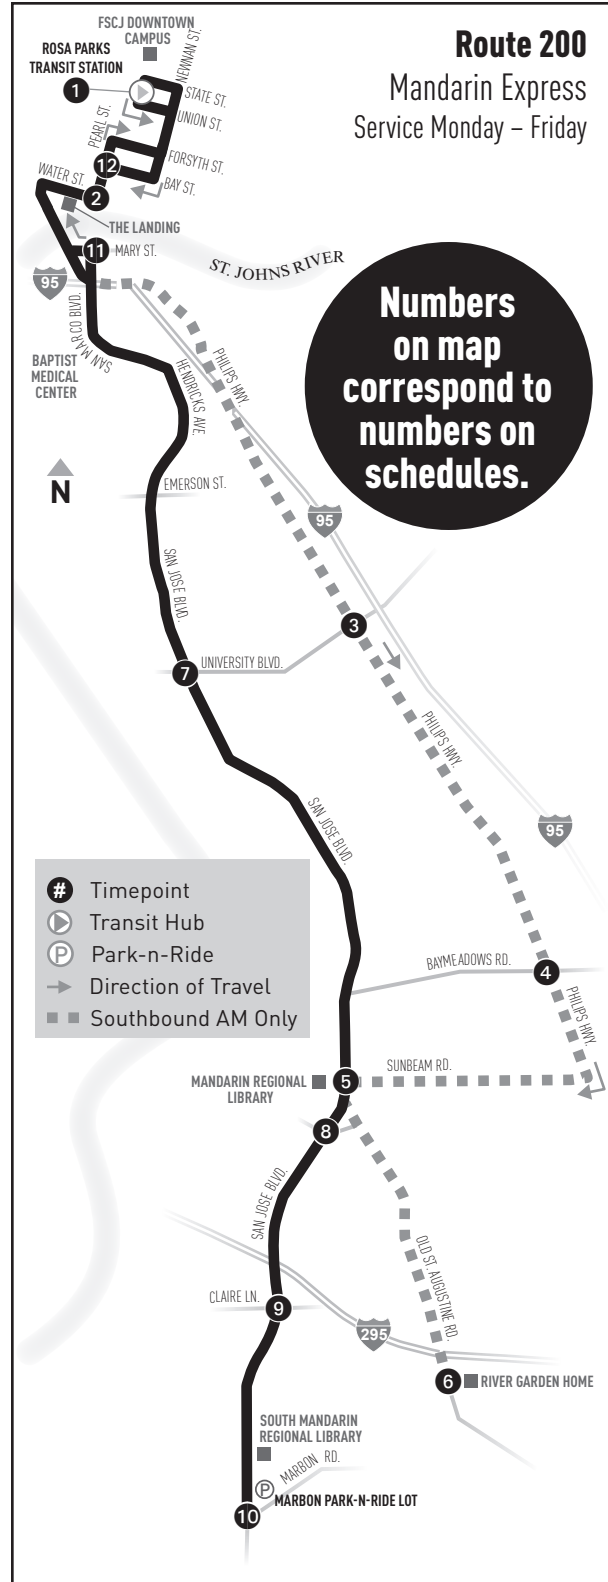 FSCJ DOWNTOWN
CAMPUS
Route 200
Mandarin Express
Service Monday – Friday
ROSA PARKS
TRANSIT STATION
NEWNAN ST.
1
STATE ST.
UNION ST.
PEARL ST.
FORSYTH ST.
12
BAY ST.
WATER ST.
2
THE LANDING
11
MARY ST.
ST. JOHNS RIVER
95
SAN MARCO BLVD.
BAPTIST
MEDICAL
CENTER
HENDRICKS AVE.
PHILIPS HWY.
Numbers
on map
correspond to
numbers on
schedules.
N
EMERSON ST.
95
SAN JOSE BLVD.
3
UNIVERSITY BLVD.
7
PHILIPS HWY.
SAN JOSE BLVD.
95
# Timepoint
Transit Hub
P Park-n-Ride
Direction of Travel
Southbound AM Only
BAYMEADOWS RD.
4
PHILIPS HWY.
SUNBEAM RD.
5
MANDARIN REGIONAL
LIBRARY
8
SAN JOSE BLVD.
OLD ST. AUGUSTINE RD.
CLAIRE LN.
9
295
6
RIVER GARDEN HOME
SOUTH MANDARIN
REGIONAL LIBRARY
MARBON RD.
P
MARBON PARK-N-RIDE LOT
10